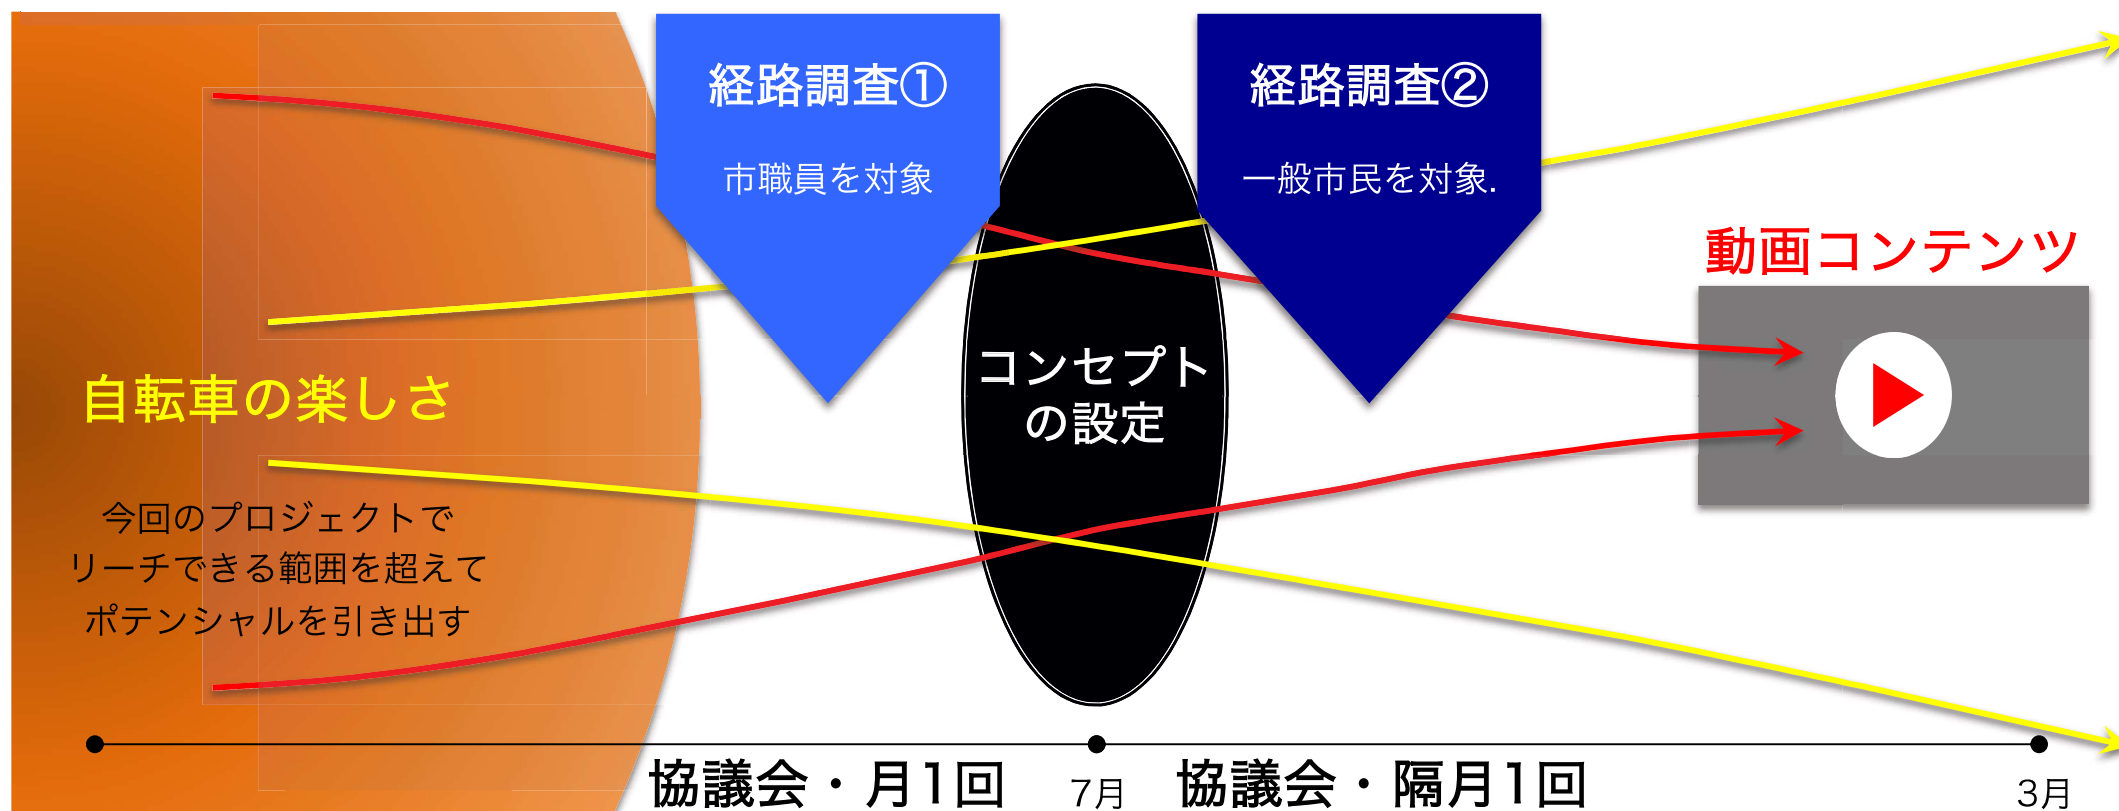 経路調査①
市職員を対象
経路調査②
一般市民を対象.
動画コンテンツ
コンセプト
の設定
自転車の楽しさ
今回のプロジェクトで
リーチできる範囲を超えて
ポテンシャルを引き出す
協議会・月1回
7月
協議会・隔月1回
3月